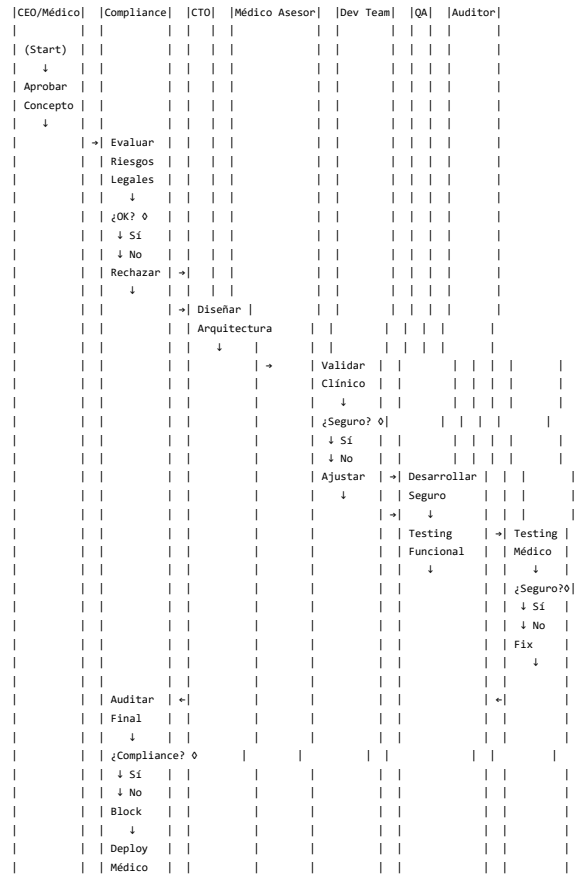 |CEO/Médico| |Compliance| |CTO| |Médico Asesor| |Dev Team| |QA| |Auditor|
(Start)
↓
Aprobar
Concepto
↓
→| Evaluar
Riesgos
Legales
↓
¿OK? ◊
↓ Sí
↓ No
Rechazar | →|
↓
→| Diseñar |
Arquitectura
↓
→ | Validar
Clínico
↓
¿Seguro? ◊|
↓ Sí
↓ No
Ajustar | →| Desarrollar |
↓ Seguro
→| ↓
Testing | →| Testing |
Funcional | Médico |
↓ ↓
¿Seguro?◊|
↓ Sí
↓ No
Fix
↓
Auditar | ←| ←|
Final
↓
¿Compliance? ◊
↓ Sí
↓ No
Block
↓
Deploy
Médico